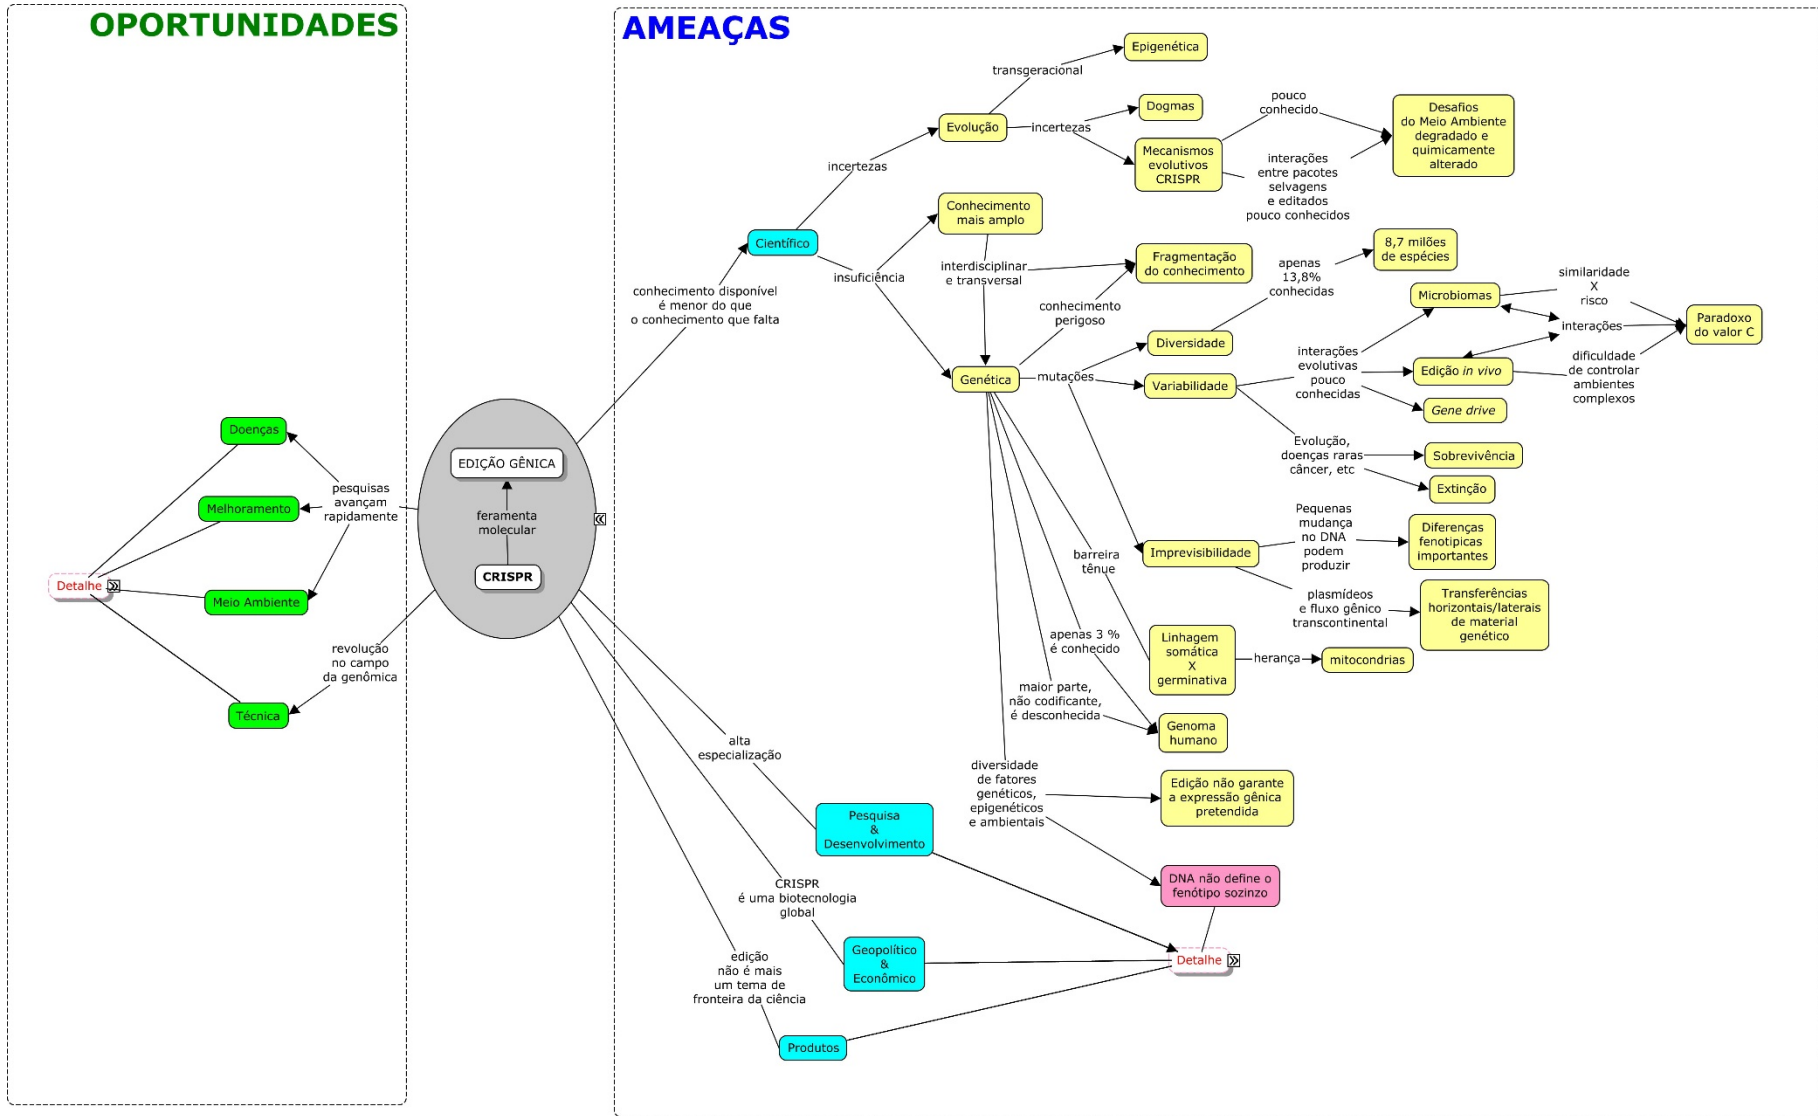 OPORTUNIDADES
AMEAÇAS
Doenças
Melhoramento
Meio Ambiente
Técnica
Detalhe
pesquisas
avançam
rapidamente
revolução
no campo
da genômica
EDIÇÃO GÊNICA
feramenta
molecular
CRISPR
conhecimento disponível
é menor do que
o conhecimento que falta
Científico
incertezas
Evolução
transgeracional
Epigenética
incertezas
Dogmas
Mecanismos
evolutivos
CRISPR
pouco
conhecido
interações
entre pacotes
selvagens
e editados
pouco conhecidos
Desafios
do Meio Ambiente
degradado e
quimicamente
alterado
insuficiência
Conhecimento
mais amplo
interdisciplinar
e transversal
Fragmentação
do conhecimento
conhecimento
perigoso
Genética
mutações
Diversidade
apenas
13,8%
conhecidas
8,7 milões
de espécies
Variabilidade
interações
evolutivas
pouco
conhecidas
Microbiomas
similaridade
X
risco
interações
Paradoxo
do valor C
Edição in vivo
dificuldade
de controlar
ambientes
complexos
Gene drive
Evolução,
doenças raras
câncer, etc
Sobrevivência
Extinção
Imprevisibilidade
Pequenas
mudança
no DNA
podem
produzir
Diferenças
fenotipicas
importantes
plasmídeos
e fluxo gênico
transcontinental
Transferências
horizontais/laterais
de material
genético
barreira
tênue
Linhagem
somática
X
germinativa
herança
mitocondrias
apenas 3 %
é conhecido
maior parte,
não codificante,
é desconhecida
Genoma
humano
diversidade
de fatores
genéticos,
epigenéticos
e ambientais
Edição não garante
a expressão gênica
pretendida
DNA não define o
fenótipo sozinzo
alta
especialização
Pesquisa
&
Desenvolvimento
CRISPR
é uma biotecnologia
global
Geopolítico
&
Econômico
edição
não é mais
um tema de
fronteira da ciência
Produtos
Detalhe